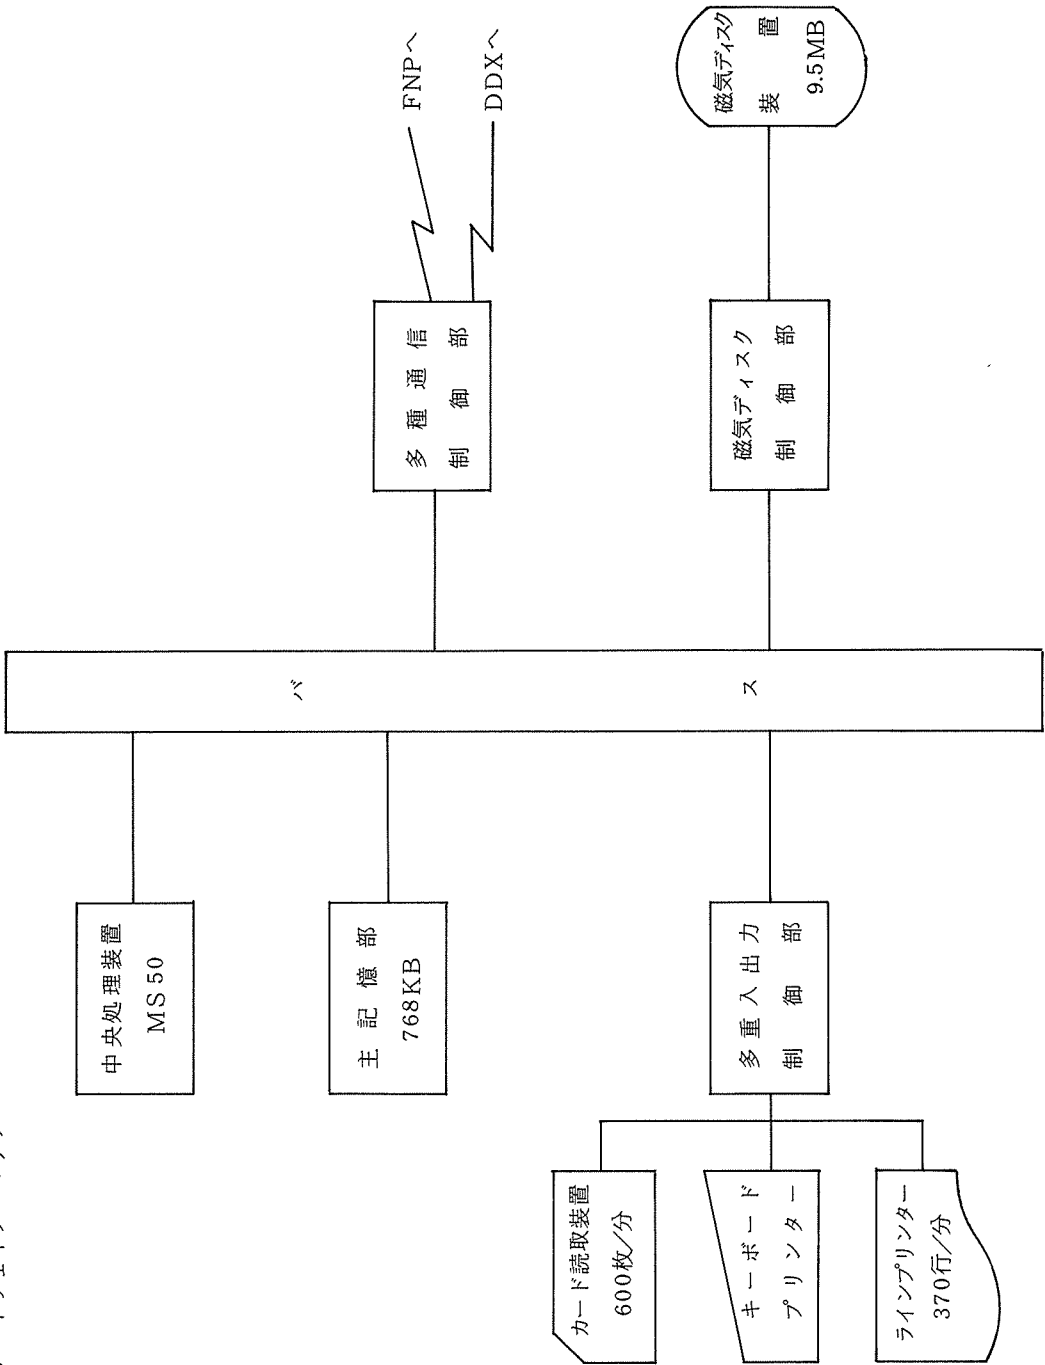 中央処理装置
MS50
主記憶部
768KB
多重入出力
制御部
カード読取装置
600枚/分
キーボード
プリンター
ラインプリンター
370行/分
バス
多種通信
制御部
FNPへ
DDXへ
磁気ディスク
制御部
磁気ディスク
装置
9.5MB